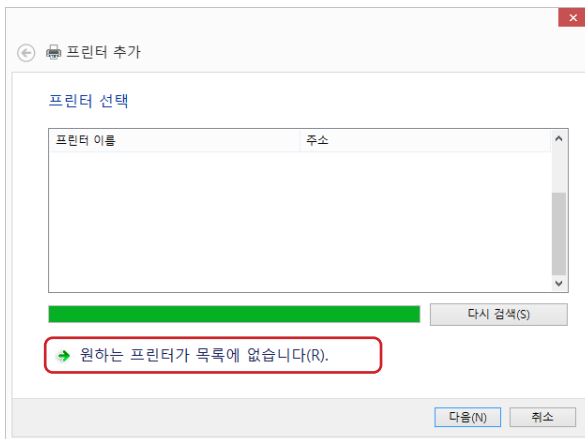 프린터 추가
프린터 선택
프린터 이름 주소
다시 검색(S)
원하는 프린터가 목록에 없습니다(R).
다음(N) 취소